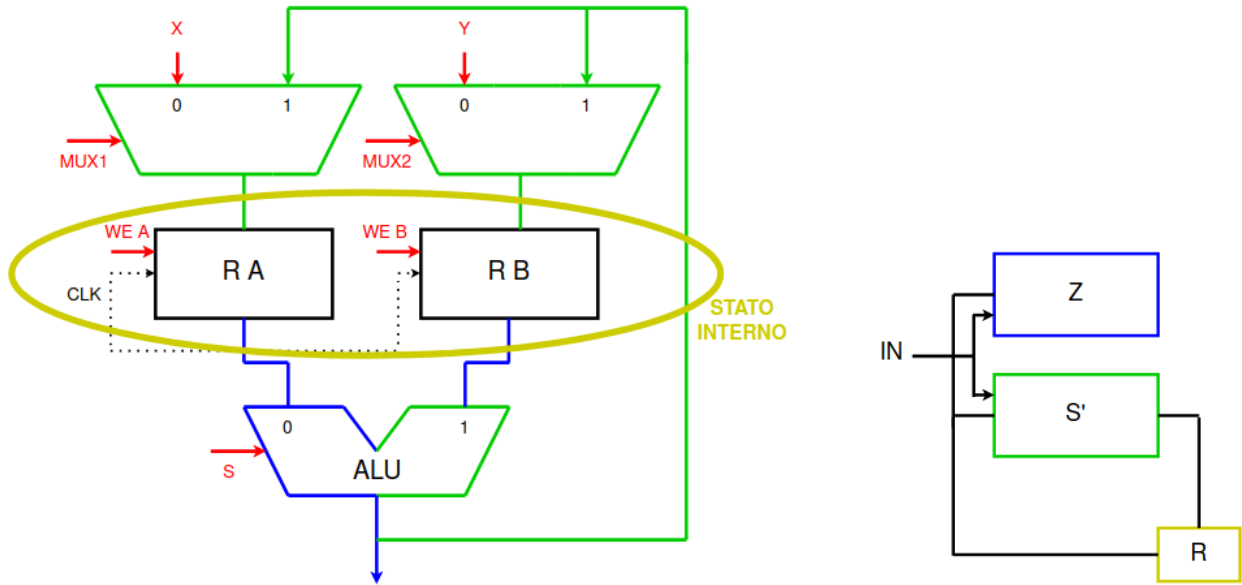 X
Y
0
1
0
1
MUX1
MUX2
WE A
WE B
R A
R B
CLK
STATO
INTERNO
0
1
ALU
S
Z
IN
S'
R